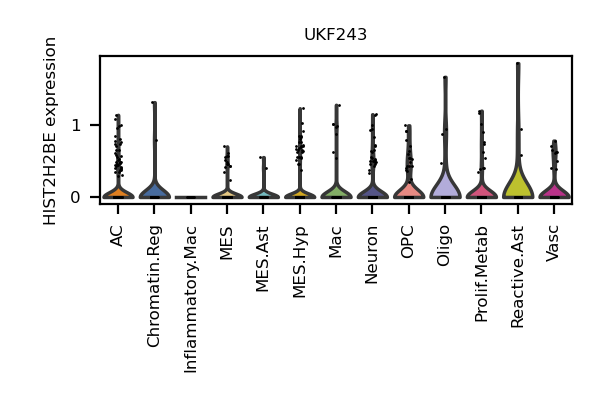 UKF243
HIST2H2BE expression
1
0
AC
Chromatin.Reg
Inflammatory.Mac
MES
MES.Ast
MES.Hyp
Mac
Neuron
OPC
Oligo
Prolif.Metab
Reactive.Ast
Vasc